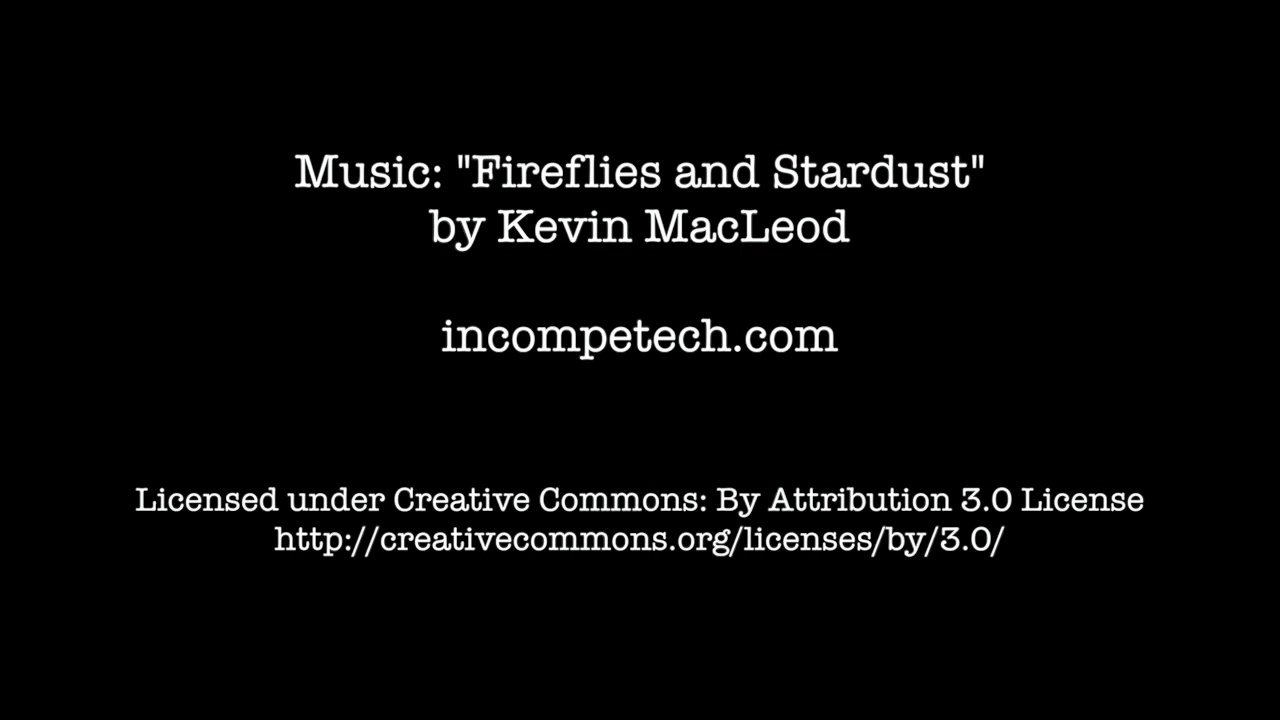 Music: "Fireflies and Stardust"
by Kevin MacLeod
incompetech.com
Licensed under Creative Commons: By Attribution 3.0 License
http://creativecommons.org/licenses/by/3.0/